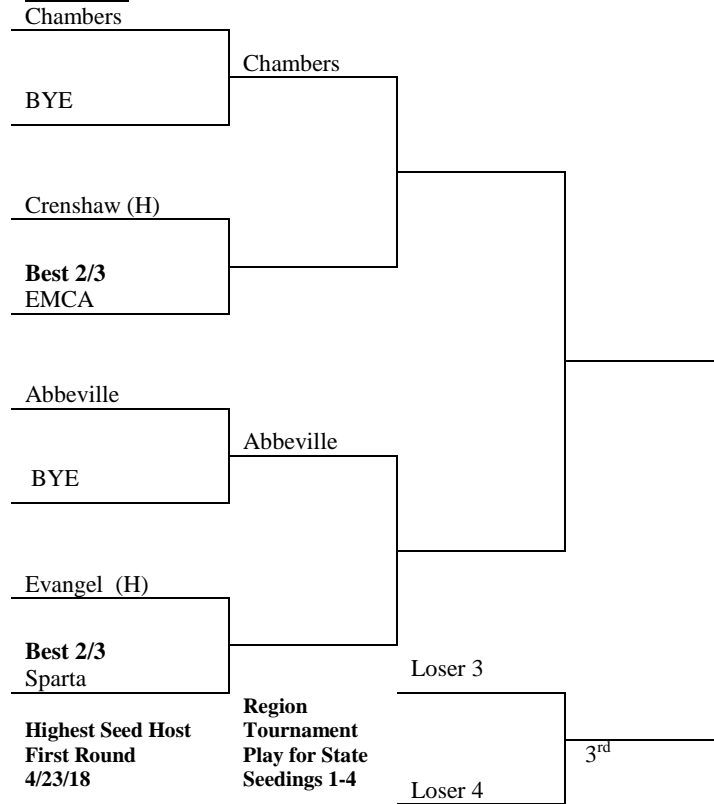 Chambers
Chambers
BYE
Crenshaw (H)
Best 2/3
EMCA
Abbeville
Abbeville
BYE
Evangel (H)
Best 2/3
Sparta
Loser 3
Highest Seed Host
First Round
4/23/18
Region
Tournament
Play for State
Seedings 1-4
3rd
Loser 4